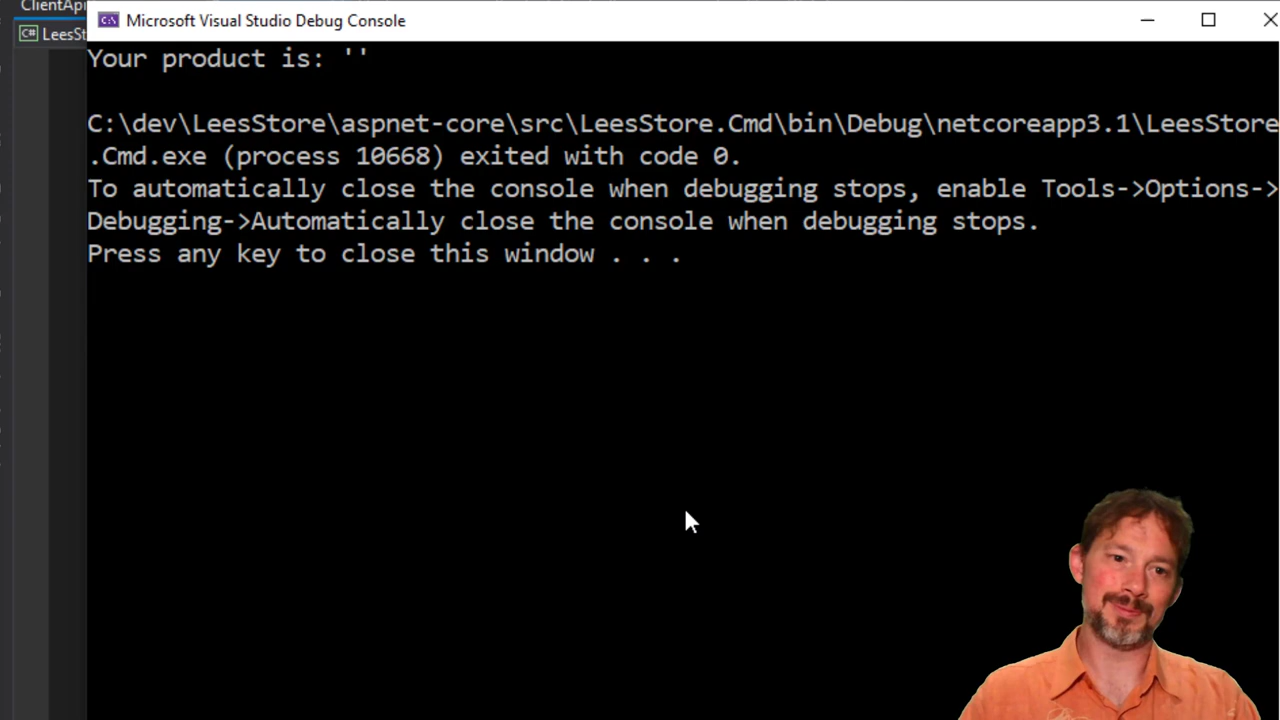 ClientApi
Microsoft Visual Studio Debug Console
C# LeesSt
Your product is: ''
C:\dev\LeesStore\aspnet-core\src\LeesStore.Cmd\bin\Debug\netcoreapp3.1\LeesStore
.Cmd.exe (process 10668) exited with code 0.
To automatically close the console when debugging stops, enable Tools->Options->
Debugging->Automatically close the console when debugging stops.
Press any key to close this window . . .